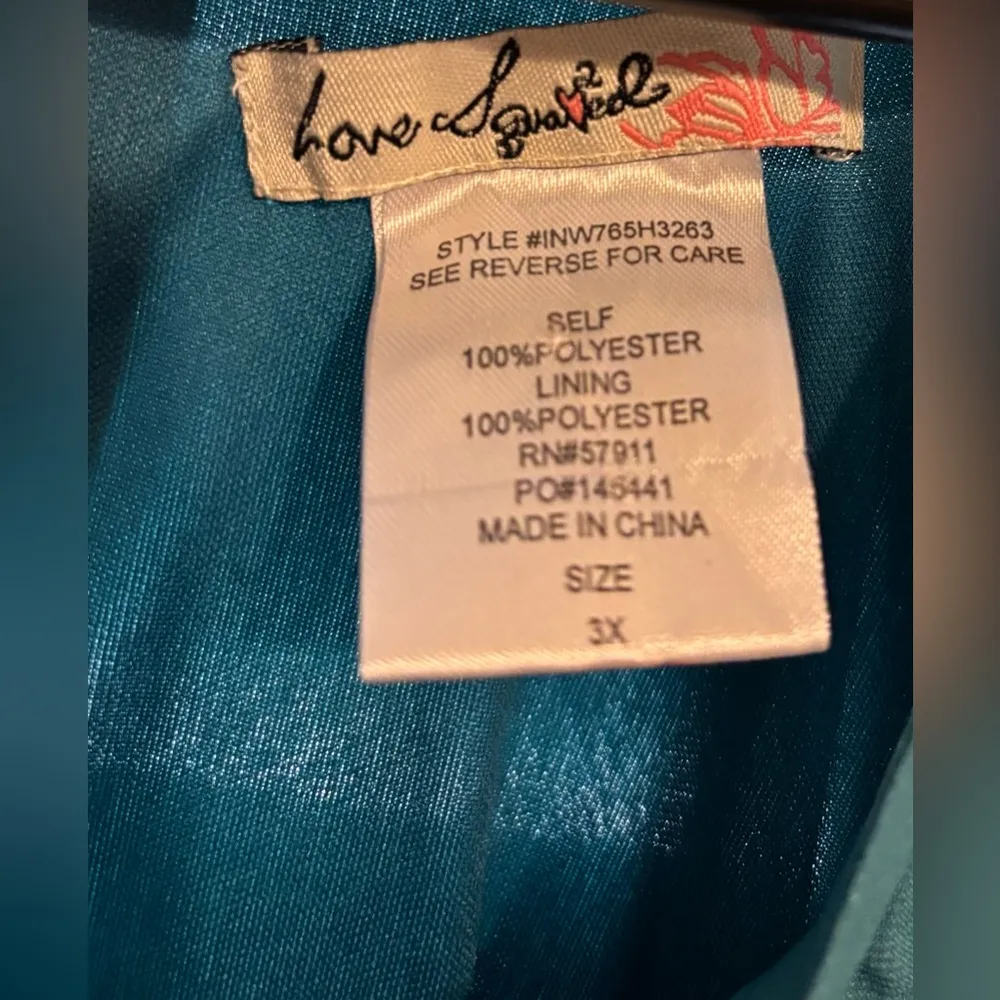 Love Squared 2
STYLE #INW765H3263
SEE REVERSE FOR CARE
SELF
100%POLYESTER
LINING
100%POLYESTER
RN#57911
PO#145441
MADE IN CHINA
SIZE
3X